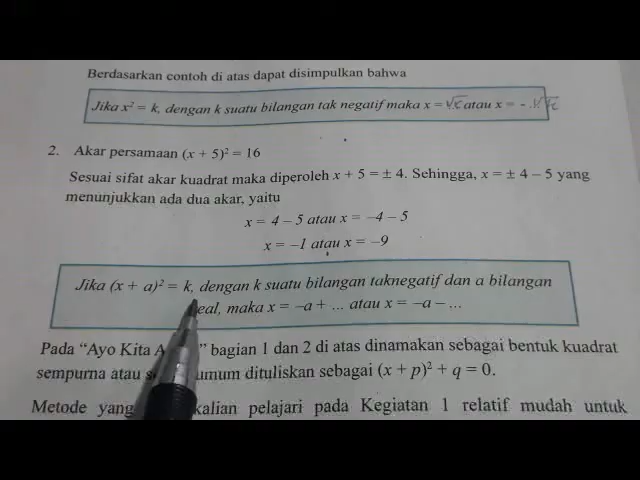 Berdasarkan contoh di atas dapat disimpulkan bahwa
Jika x² = k, dengan k suatu bilangan tak negatif maka x = atau x = -
2. Akar persamaan (x + 5)² = 16
Sesuai sifat akar kuadrat maka diperoleh x + 5 = ± 4. Sehingga, x = ± 4 – 5 yang
menunjukkan ada dua akar, yaitu
x = 4 – 5 atau x = –4 – 5
x = –1 atau x = –9
Jika (x + a)² = k, dengan k suatu bilangan taknegatif dan a bilangan
eal, maka x = –a + ... atau x = –a – ...
Pada “Ayo Kita A ” bagian 1 dan 2 di atas dinamakan sebagai bentuk kuadrat
sempurna atau umum dituliskan sebagai (x + p)² + q = 0.
Metode yang kalian pelajari pada Kegiatan 1 relatif mudah untuk